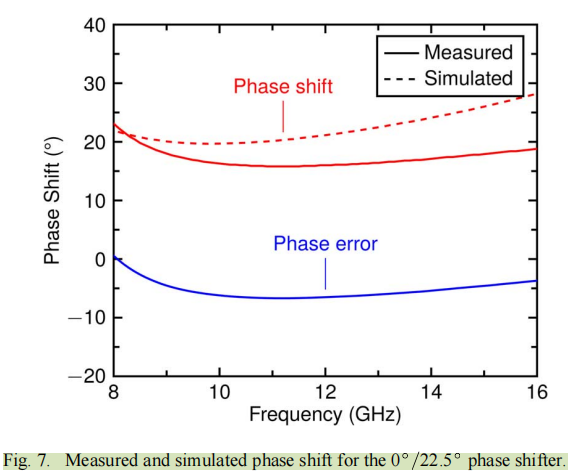 40
30
20
10
0
−10
−20
Phase Shift (°)
Measured
Simulated
Phase shift
Phase error
8 10 12 14 16
Frequency (GHz)
Fig. 7. Measured and simulated phase shift for the 0°/22.5° phase shifter.